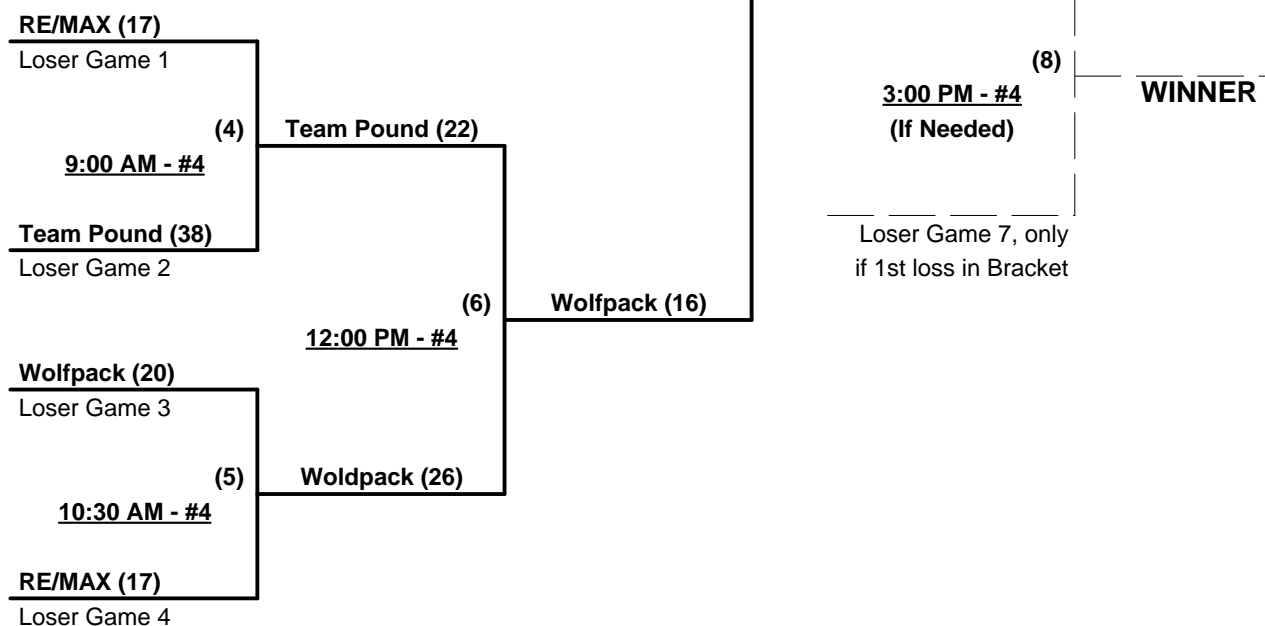 RE/MAX (17)
Loser Game 1
(4)
9:00 AM - #4
Team Pound (22)
Team Pound (38)
Loser Game 2
(6)
12:00 PM - #4
Wolfpack (16)
Wolfpack (20)
Loser Game 3
(5)
10:30 AM - #4
Woldpack (26)
RE/MAX (17)
Loser Game 4
(8)
3:00 PM - #4
(If Needed)
WINNER
Loser Game 7, only
if 1st loss in Bracket